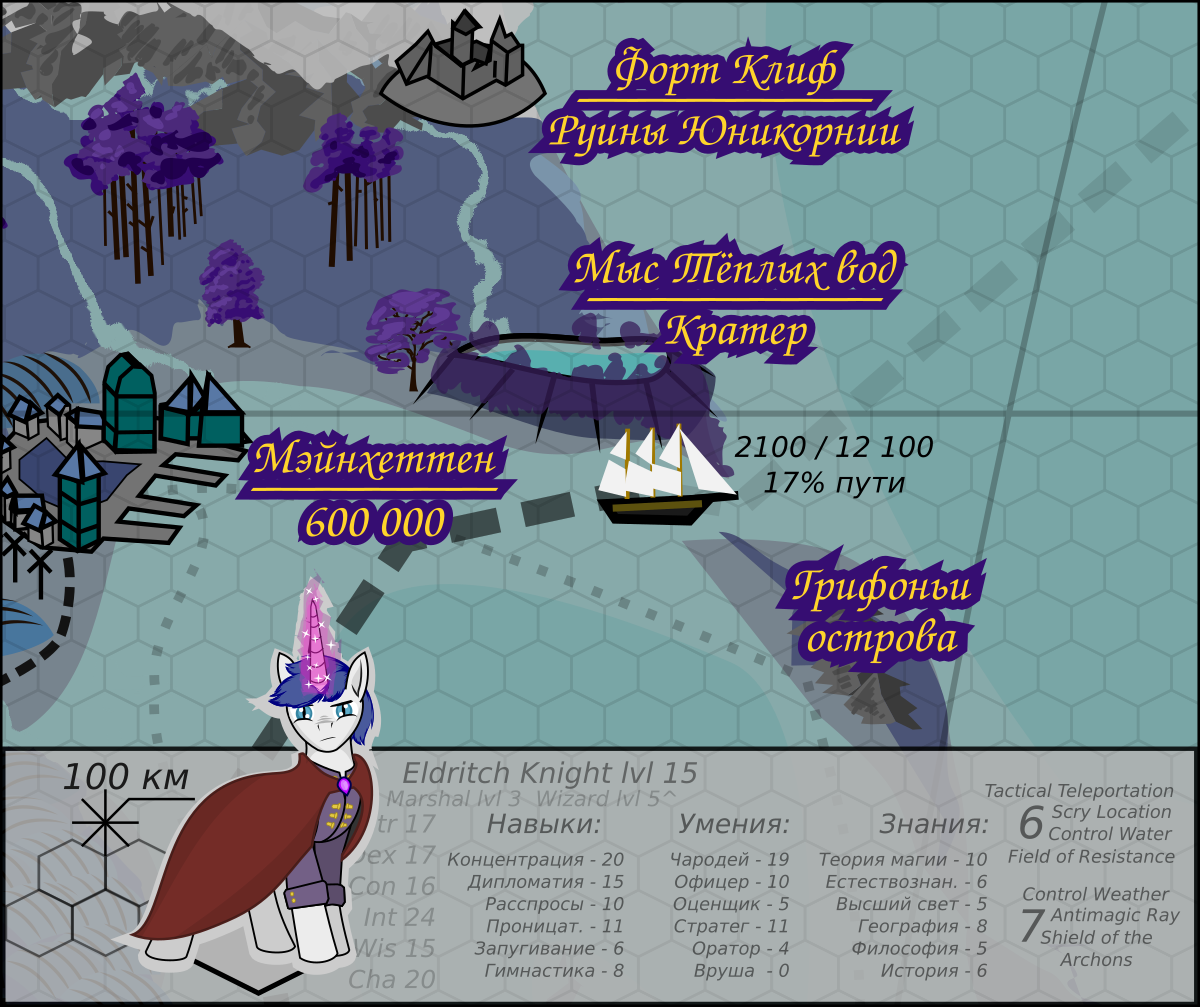 Форт Клиф
Руины Юникорнии
Мыс Тёплых вод
Кратер
Мэйнхеттен
600 000
2100 / 12 100
17% пути
Грифоньи
острова
100 км
Eldritch Knight lvl 15
Marshal lvl 3 Wizard lvl 5^
tr 17
Dex 17
Con 16
Int 24
Wis 15
Cha 20
Навыки:
Концентрация - 20
Дипломатия - 15
Расспросы - 10
Проницат. - 11
Запугивание - 6
Гимнастика - 8
Умения:
Чародей - 19
Офицер - 10
Оценщик - 5
Стратег - 11
Оратор - 4
Вруша - 0
Знания:
Теория магии - 10
Естествознан. - 6
Высший свет - 5
География - 8
Философия - 5
История - 6
Tactical Teleportation
6 Scry Location
Control Water
Field of Resistance
Control Weather
7 Antimagic Ray
Shield of the
Archons